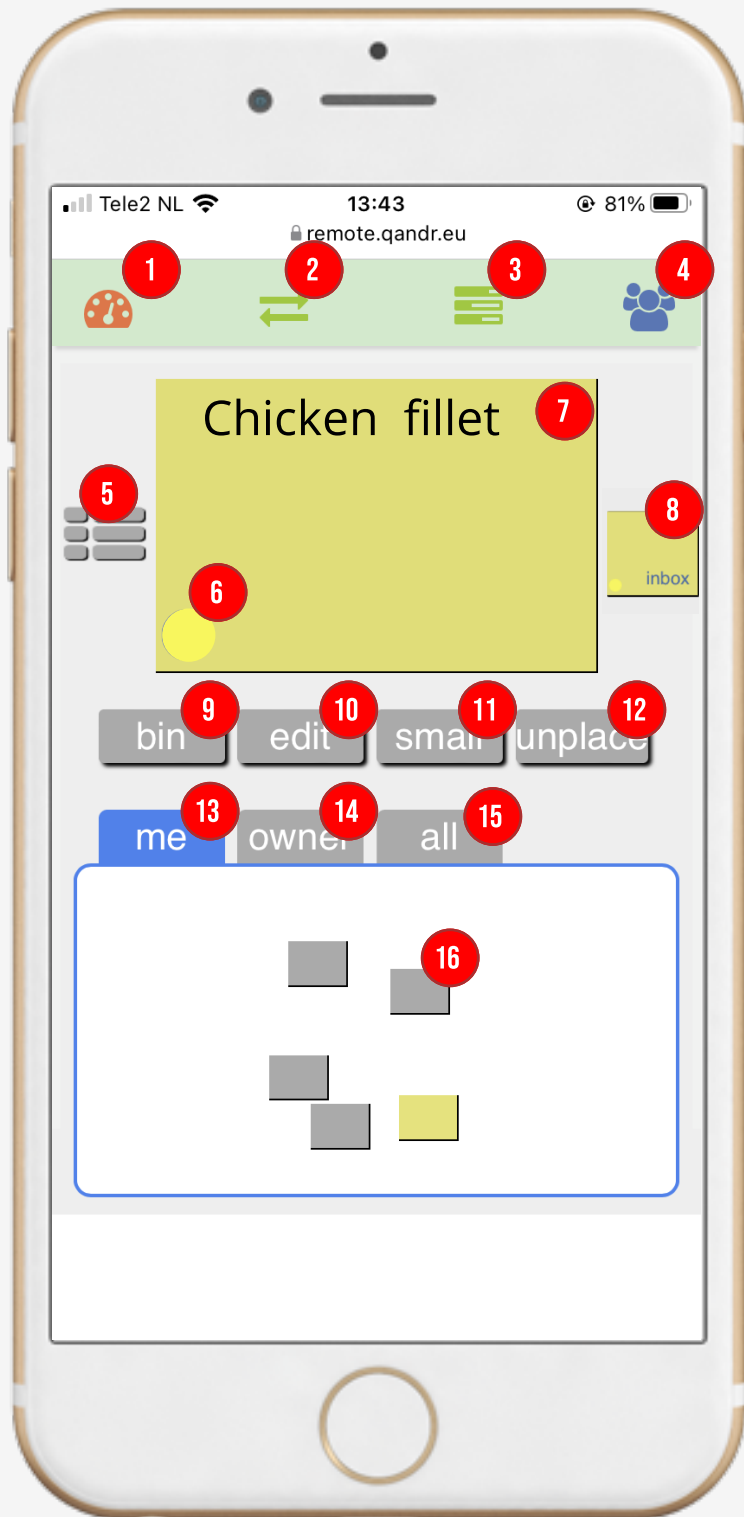 Tele2 NL 13:43 81%
remote.qandr.eu
1 2 3 4
Chicken fillet 7
5
8
inbox
6
9 10 11 12
bin edit small unplace
13 14 15
me owner all
16